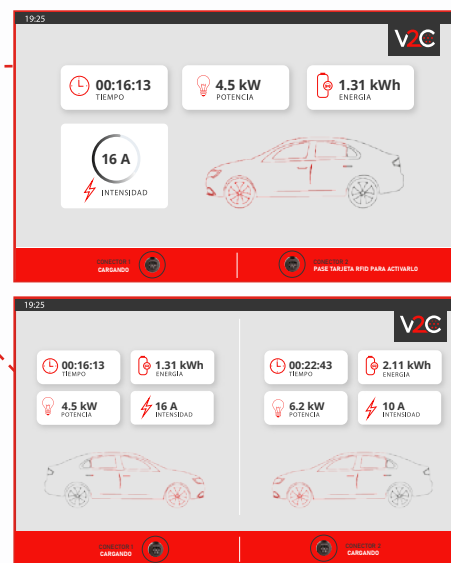 19:25
V2C
00:16:13
TIEMPO
4.5 kW
POTENCIA
1.31 kWh
ENERGIA
16 A
INTENSIDAD
CONECTOR 1
CARGANDO
CONECTOR 2
PASE TARJETA RFID PARA ACTIVARLO
19:25
V2C
00:16:13
TIEMPO
1.31 kWh
ENERGÍA
4.5 kW
POTENCIA
16 A
INTENSIDAD
00:22:43
TIEMPO
2.11 kWh
ENERGIA
6.2 kW
POTENCIA
10 A
INTENSIDAD
CONECTOR 1
CARGANDO
CONECTOR 2
CARGANDO